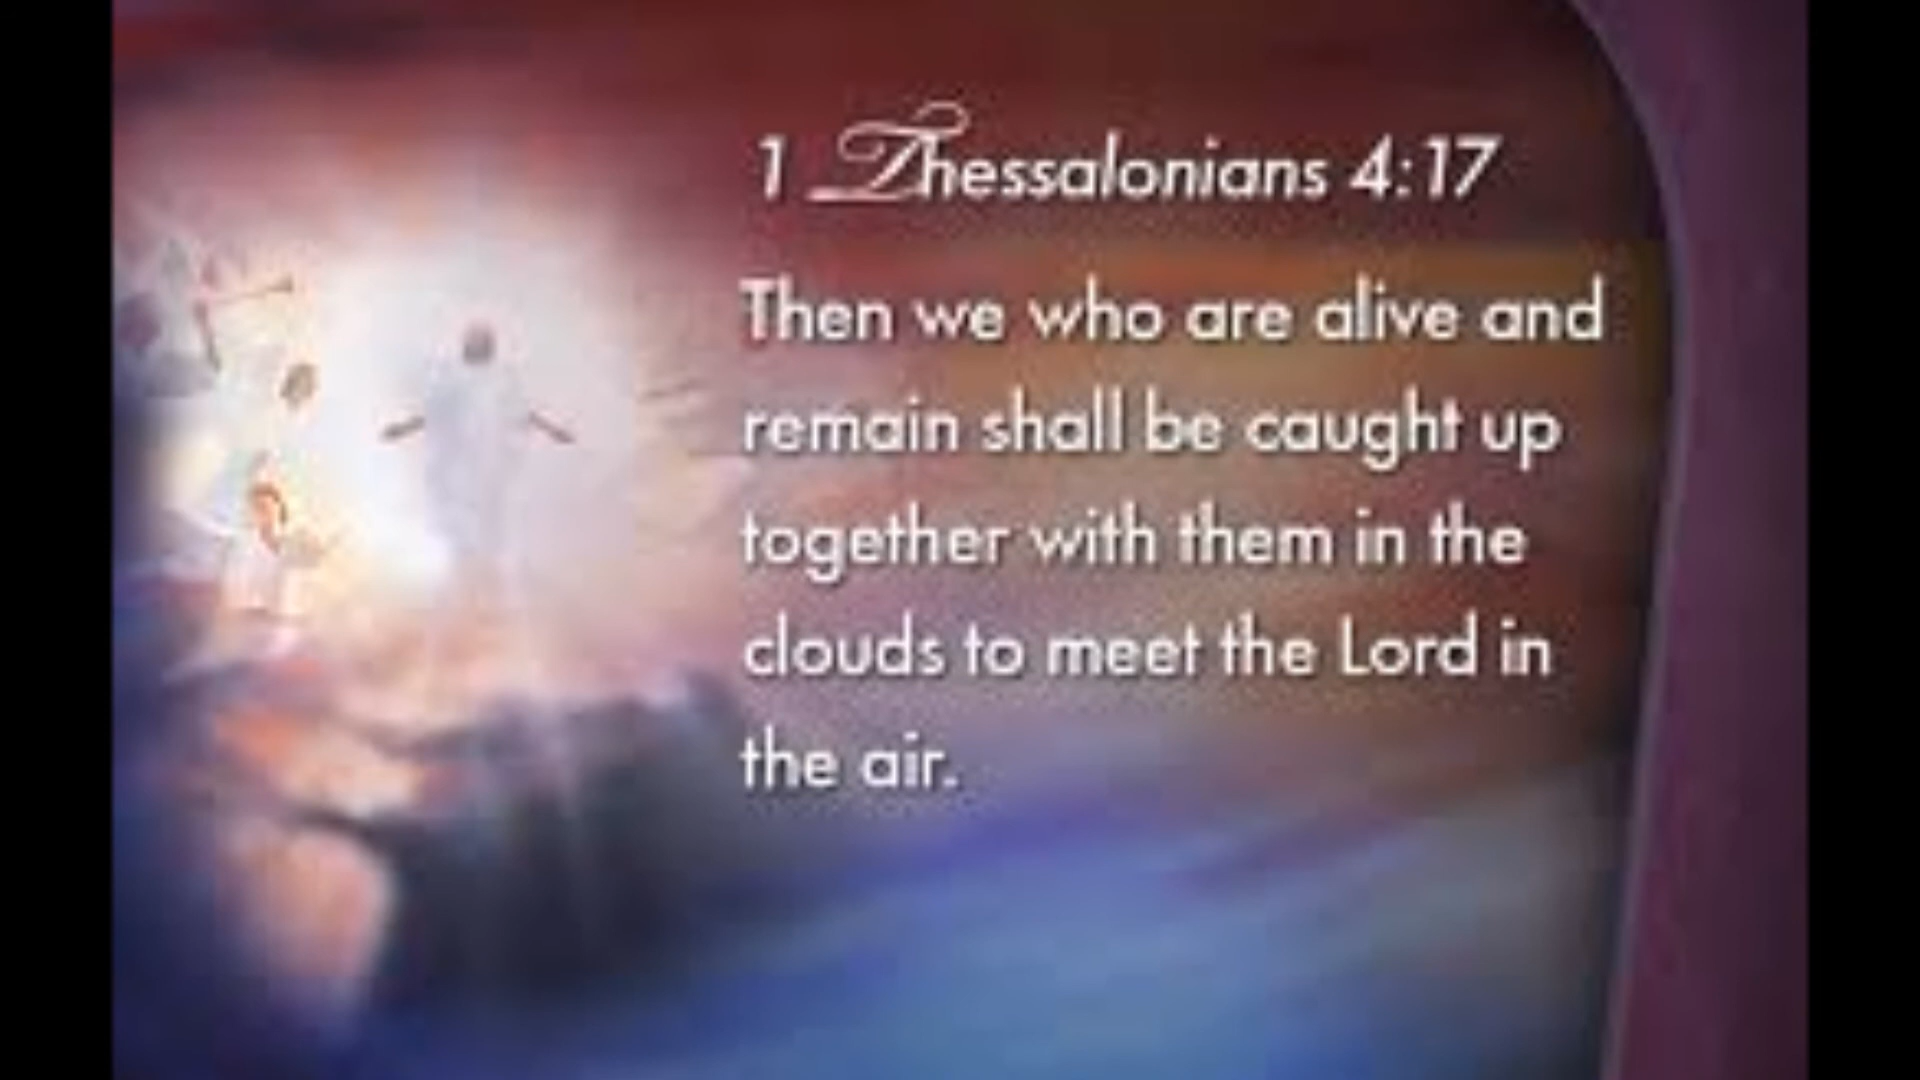 1 Thessalonians 4:17
Then we who are alive and
remain shall be caught up
together with them in the
clouds to meet the Lord in
the air.